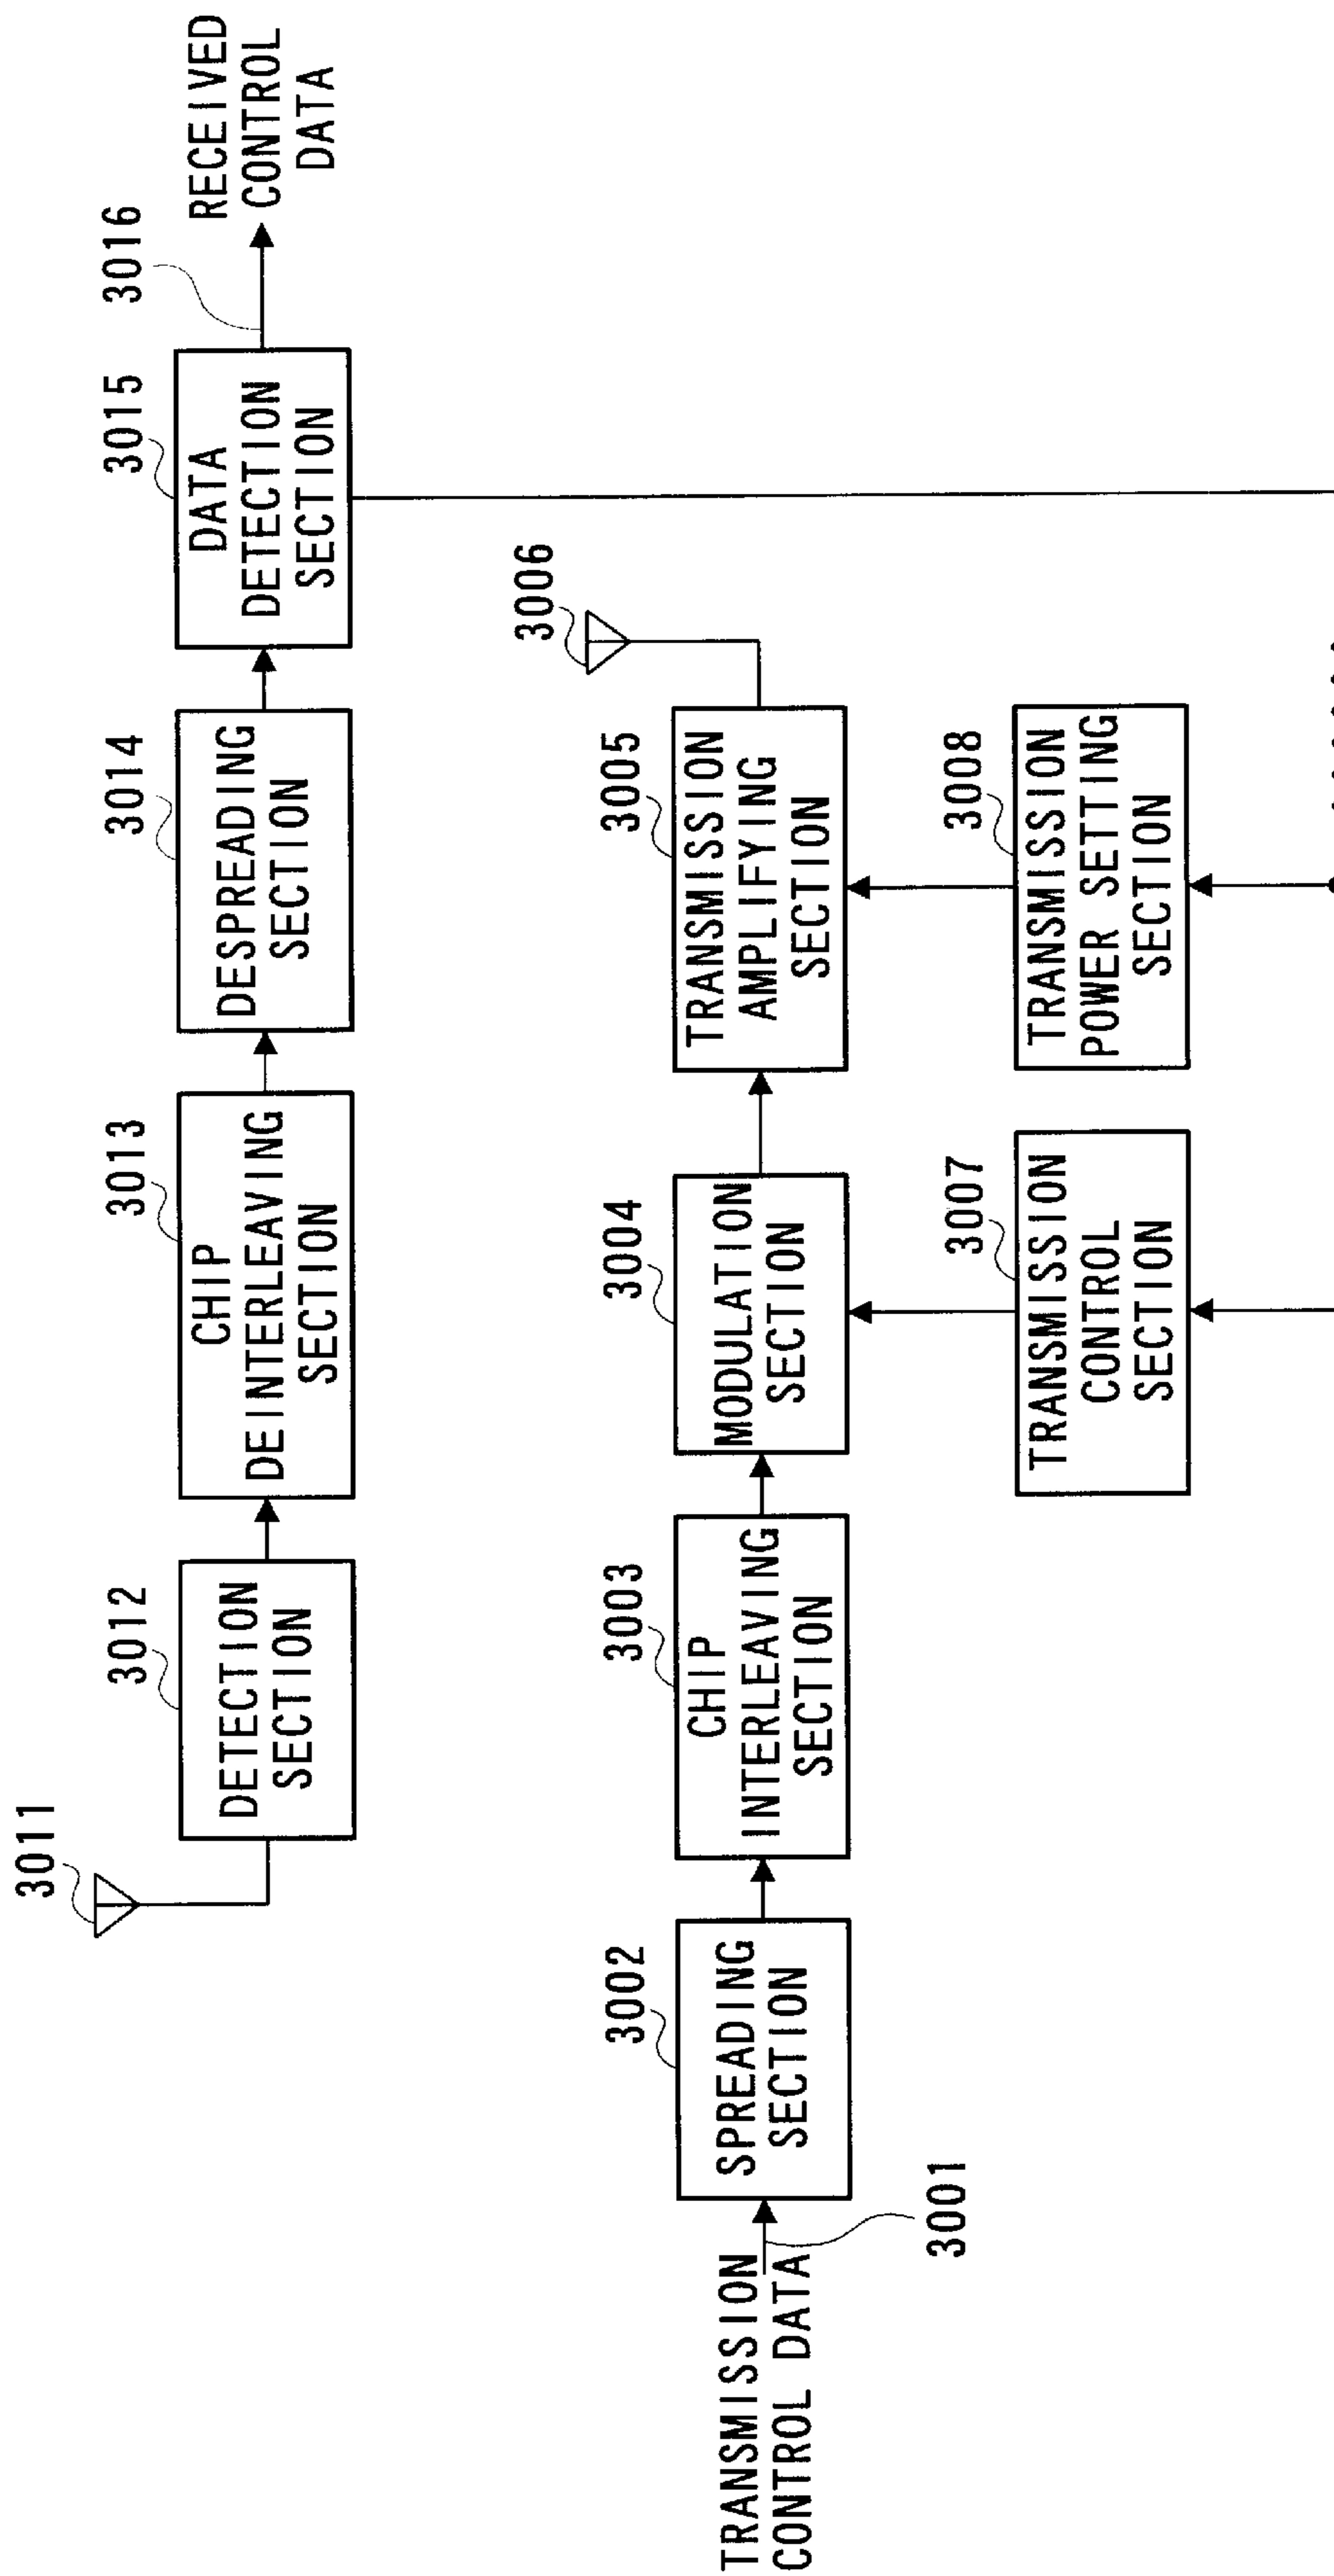 3011
3012
DETECTION
SECTION
3013
CHIP
DEINTERLEAVING
SECTION
3014
DESPREADING
SECTION
3015
DATA
DETECTION
SECTION
3016
RECEIVED
CONTROL
DATA
TRANSMISSION
CONTROL DATA
3001
3002
SPREADING
SECTION
3003
CHIP
INTERLEAVING
SECTION
3004
MODULATION
SECTION
3005
TRANSMISSION
AMPLIFYING
SECTION
3006
3007
TRANSMISSION
CONTROL
SECTION
3008
TRANSMISSION
POWER SETTING
SECTION